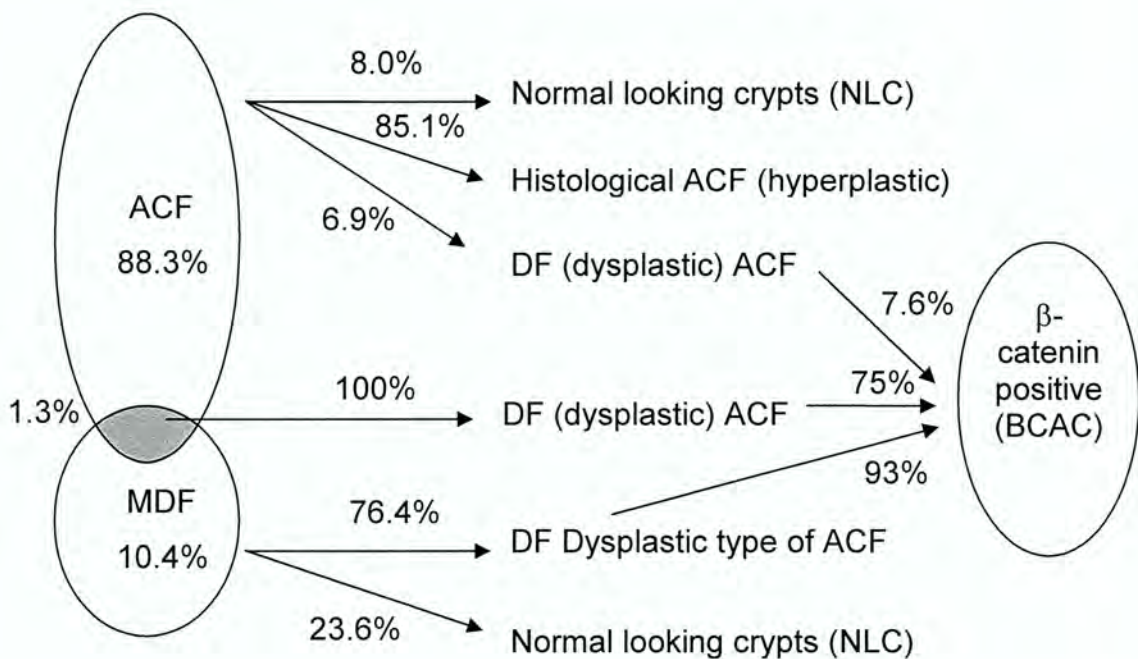 8.0%
Normal looking crypts (NLC)
85.1%
Histological ACF (hyperplastic)
ACF
88.3%
6.9%
DF (dysplastic) ACF
7.6%
β-
catenin
positive
(BCAC)
1.3%
100%
DF (dysplastic) ACF
75%
93%
MDF
10.4%
76.4%
DF Dysplastic type of ACF
23.6%
Normal looking crypts (NLC)